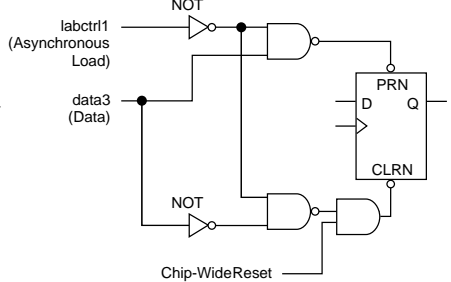 NOT
labctrl1
(Asynchronous
Load)
PRN
data3
(Data)
D
Q
CLRN
NOT
Chip-WideReset